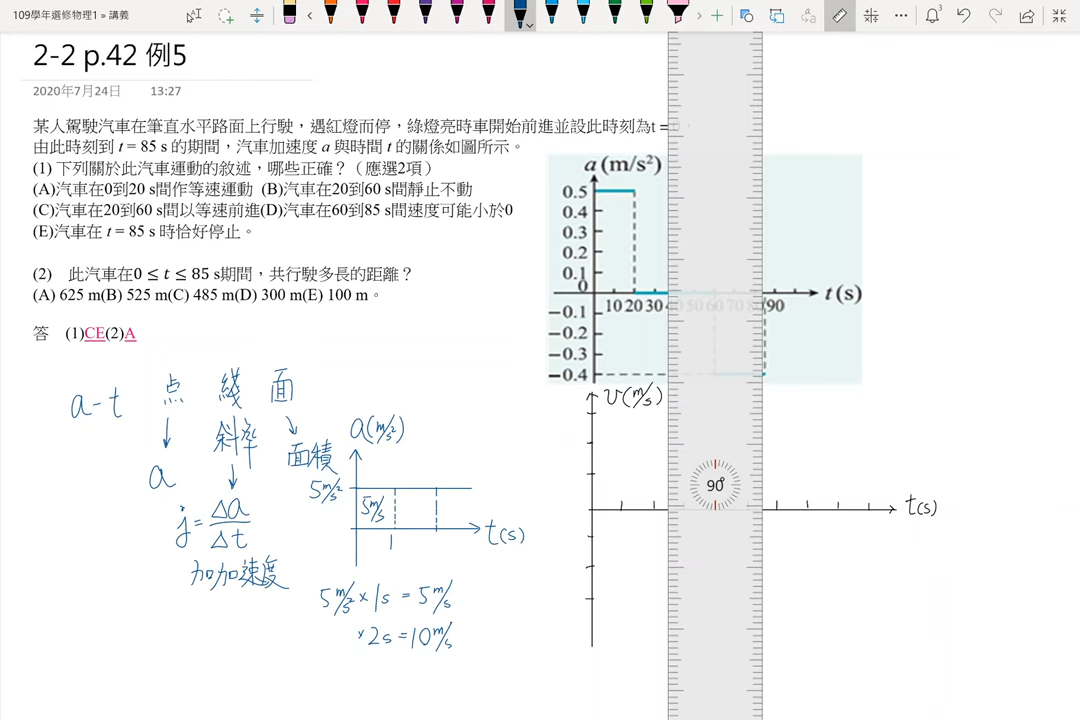 109學年選修物理1 » 講義
2-2 p.42 例5
2020年7月24日 13:27
某人駕駛汽車在筆直水平路面上行駛，遇紅燈而停，綠燈亮時車開始前進並設此時刻為t = 0，
由此時刻到 t = 85 s 的期間，汽車加速度 a 與時間 t 的關係如圖所示。
(1) 下列關於此汽車運動的敘述，哪些正確？（應選2項）
(A)汽車在0到20 s間作等速運動 (B)汽車在20到60 s間靜止不動
(C)汽車在20到60 s間以等速前進(D)汽車在60到85 s間速度可能小於0
(E)汽車在 t = 85 s 時恰好停止。
(2) 此汽車在0 ≤ t ≤ 85 s期間，共行駛多長的距離？
(A) 625 m(B) 525 m(C) 485 m(D) 300 m(E) 100 m。
答 (1)CE(2)A
a (m/s²)
0.5
0.4
0.3
0.2
0.1
0
10 20 30 40 50 60 70 80 90 t (s)
−0.1
−0.2
−0.3
−0.4
a-t 点 綫 面
斜率 面積
a
j = Δa/Δt
加加速度
a(m/s²)
5m/s²
5m/s
t(s)
1
5m/s² × 1s = 5m/s
× 2s = 10m/s
v(m/s)
90°
t(s)